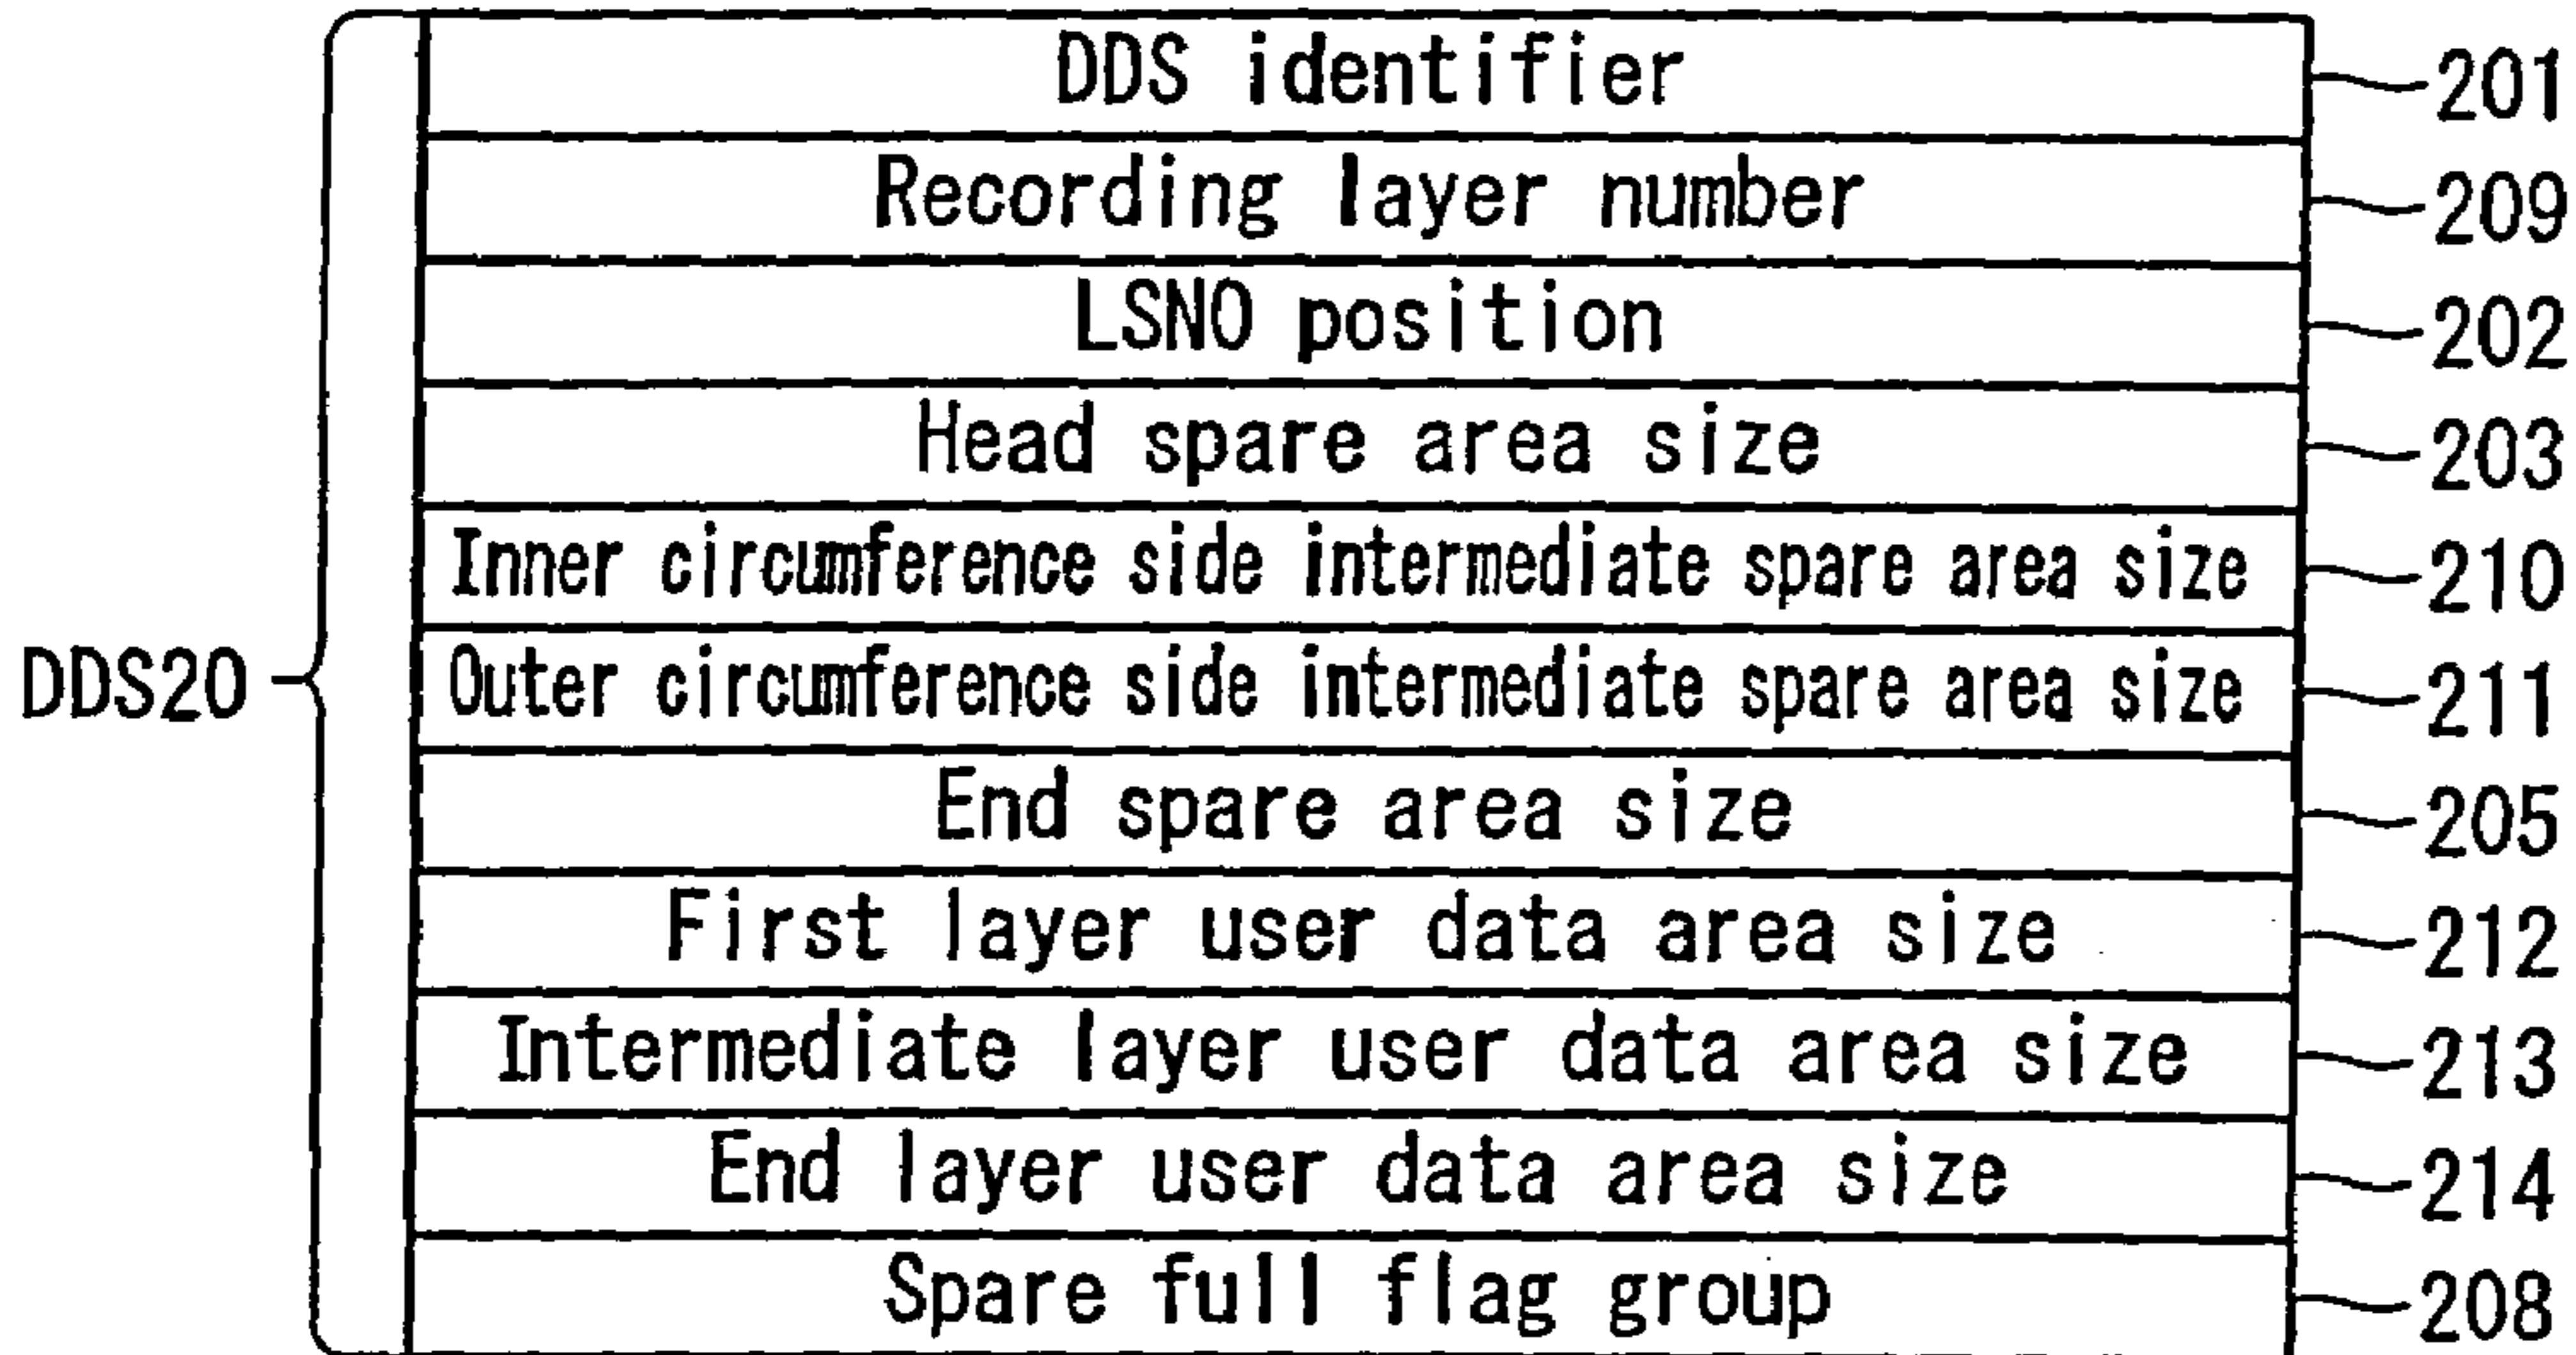 DDS identifier 201
Recording layer number 209
LSN0 position 202
Head spare area size 203
Inner circumference side intermediate spare area size 210
Outer circumference side intermediate spare area size 211
DDS20
End spare area size 205
First layer user data area size 212
Intermediate layer user data area size 213
End layer user data area size 214
Spare full flag group 208